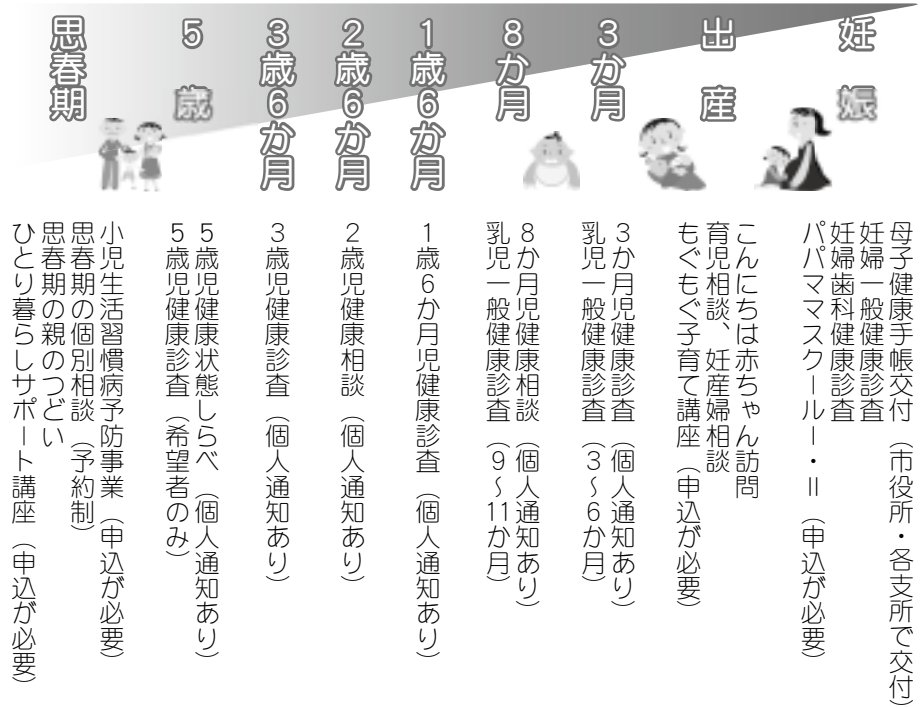 妊娠
母子健康手帳交付（市役所・各支所で交付）
妊婦一般健康診査
妊婦歯科健康診査
パパママスクールⅠ・Ⅱ（申込が必要）
出産
こんにちは赤ちゃん訪問
育児相談、妊産婦相談
もぐもぐ子育て講座（申込が必要）
3か月
3か月児健康診査（個人通知あり）
乳児一般健康診査（3〜6か月）
8か月
8か月児健康相談（個人通知あり）
乳児一般健康診査（9〜11か月）
1歳6か月
1歳6か月児健康診査（個人通知あり）
2歳6か月
2歳児健康相談（個人通知あり）
3歳6か月
3歳児健康診査（個人通知あり）
5歳
5歳児健康状態しらべ（個人通知あり）
5歳児健康診査（希望者のみ）
思春期
小児生活習慣病予防事業（申込が必要）
思春期の個別相談（予約制）
思春期の親のつどい
ひとり暮らしサポート講座（申込が必要）